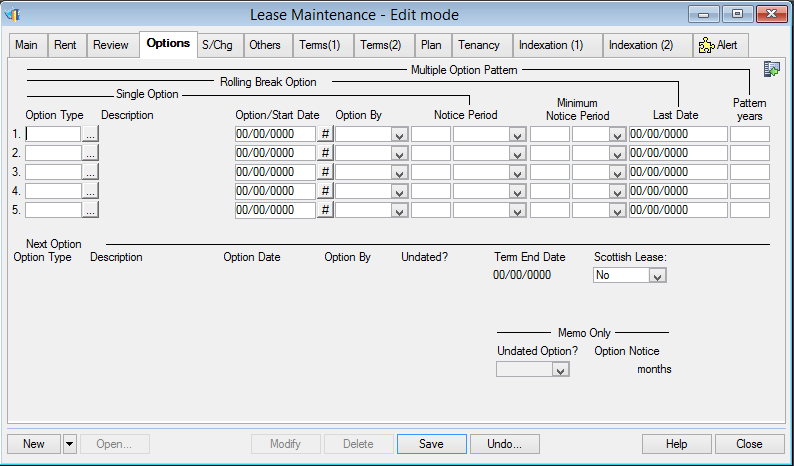 Lease Maintenance - Edit mode
Main Rent Review Options S/Chg Others Terms(1) Terms(2) Plan Tenancy Indexation (1) Indexation (2) Alert
Multiple Option Pattern
Rolling Break Option
Single Option
Option Type Description Option/Start Date Option By Notice Period Minimum Notice Period Last Date Pattern years
1. ... 00/00/0000 # 00/00/0000
2. ... 00/00/0000 # 00/00/0000
3. ... 00/00/0000 # 00/00/0000
4. ... 00/00/0000 # 00/00/0000
5. ... 00/00/0000 # 00/00/0000
Next Option
Option Type Description Option Date Option By Undated? Term End Date Scottish Lease:
00/00/0000 No
Memo Only
Undated Option? Option Notice
months
New Open... Modify Delete Save Undo... Help Close